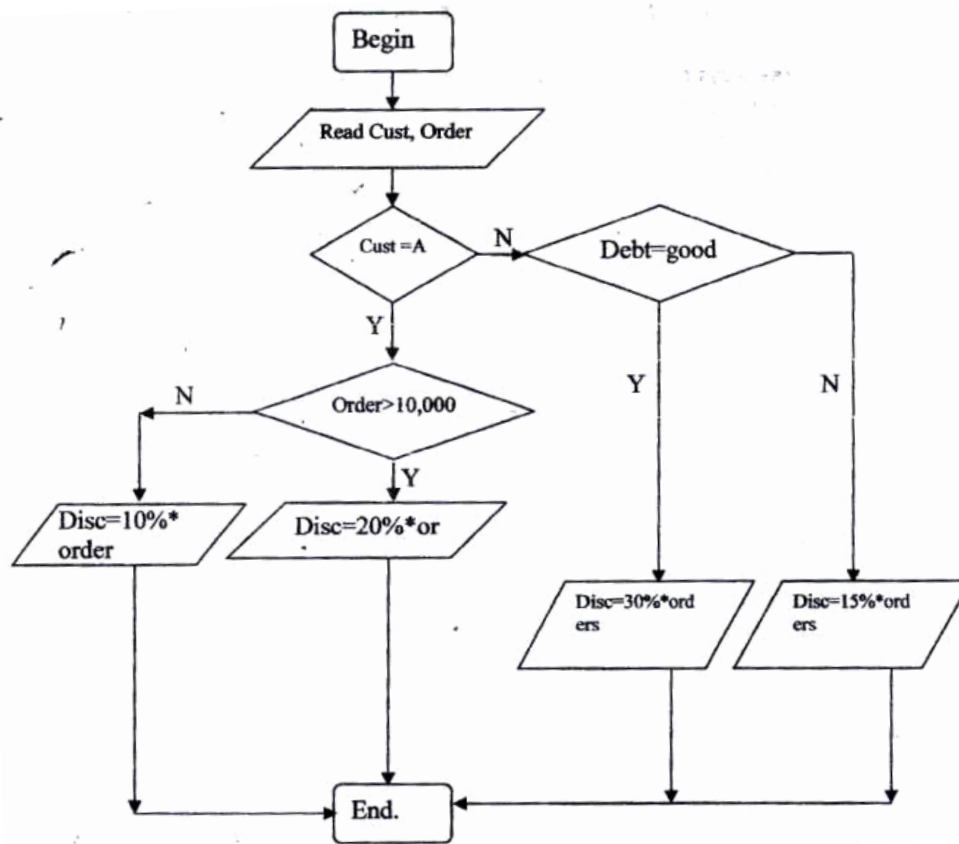 Begin
Read Cust, Order
Cust =A
N
Debt=good
Y
Y
N
N
Order>10,000
Y
Disc=10%*
order
Disc=20%*or
Disc=30%*ord
ers
Disc=15%*ord
ers
End.